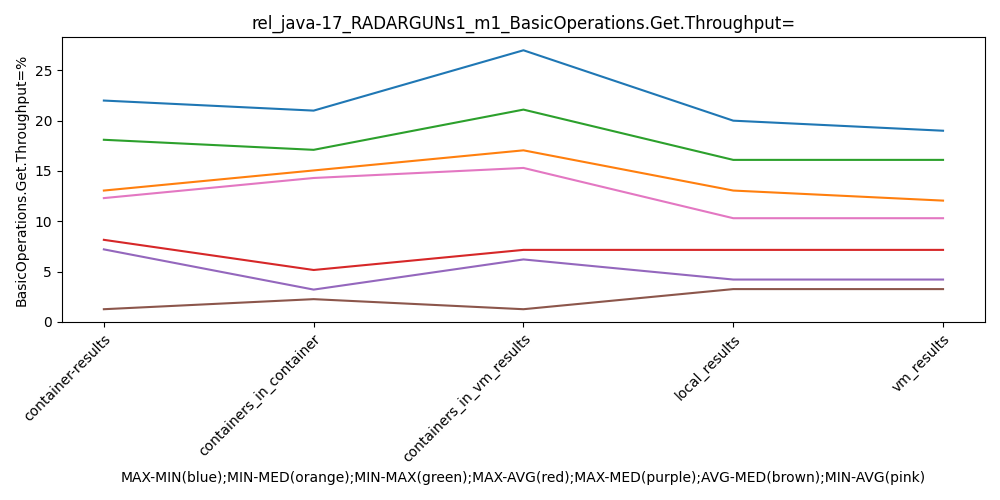 rel_java-17_RADARGUNs1_m1_BasicOperations.Get.Throughput=
BasicOperations.Get.Throughput=%
25
20
15
10
5
0
container-results
containers_in_container
containers_in_vm_results
local_results
vm_results
MAX-MIN(blue);MIN-MED(orange);MIN-MAX(green);MAX-AVG(red);MAX-MED(purple);AVG-MED(brown);MIN-AVG(pink)